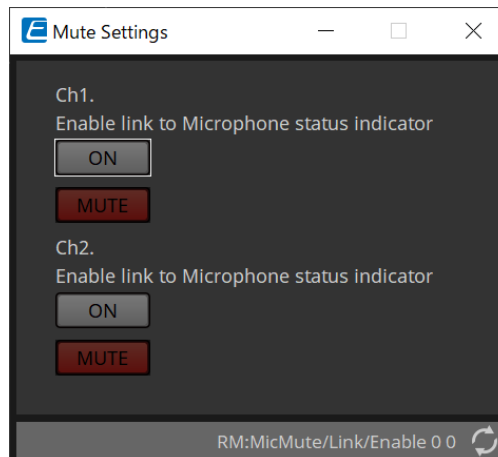 Mute Settings
Ch1.
Enable link to Microphone status indicator
ON
MUTE
Ch2.
Enable link to Microphone status indicator
ON
MUTE
RM:MicMute/Link/Enable 0 0